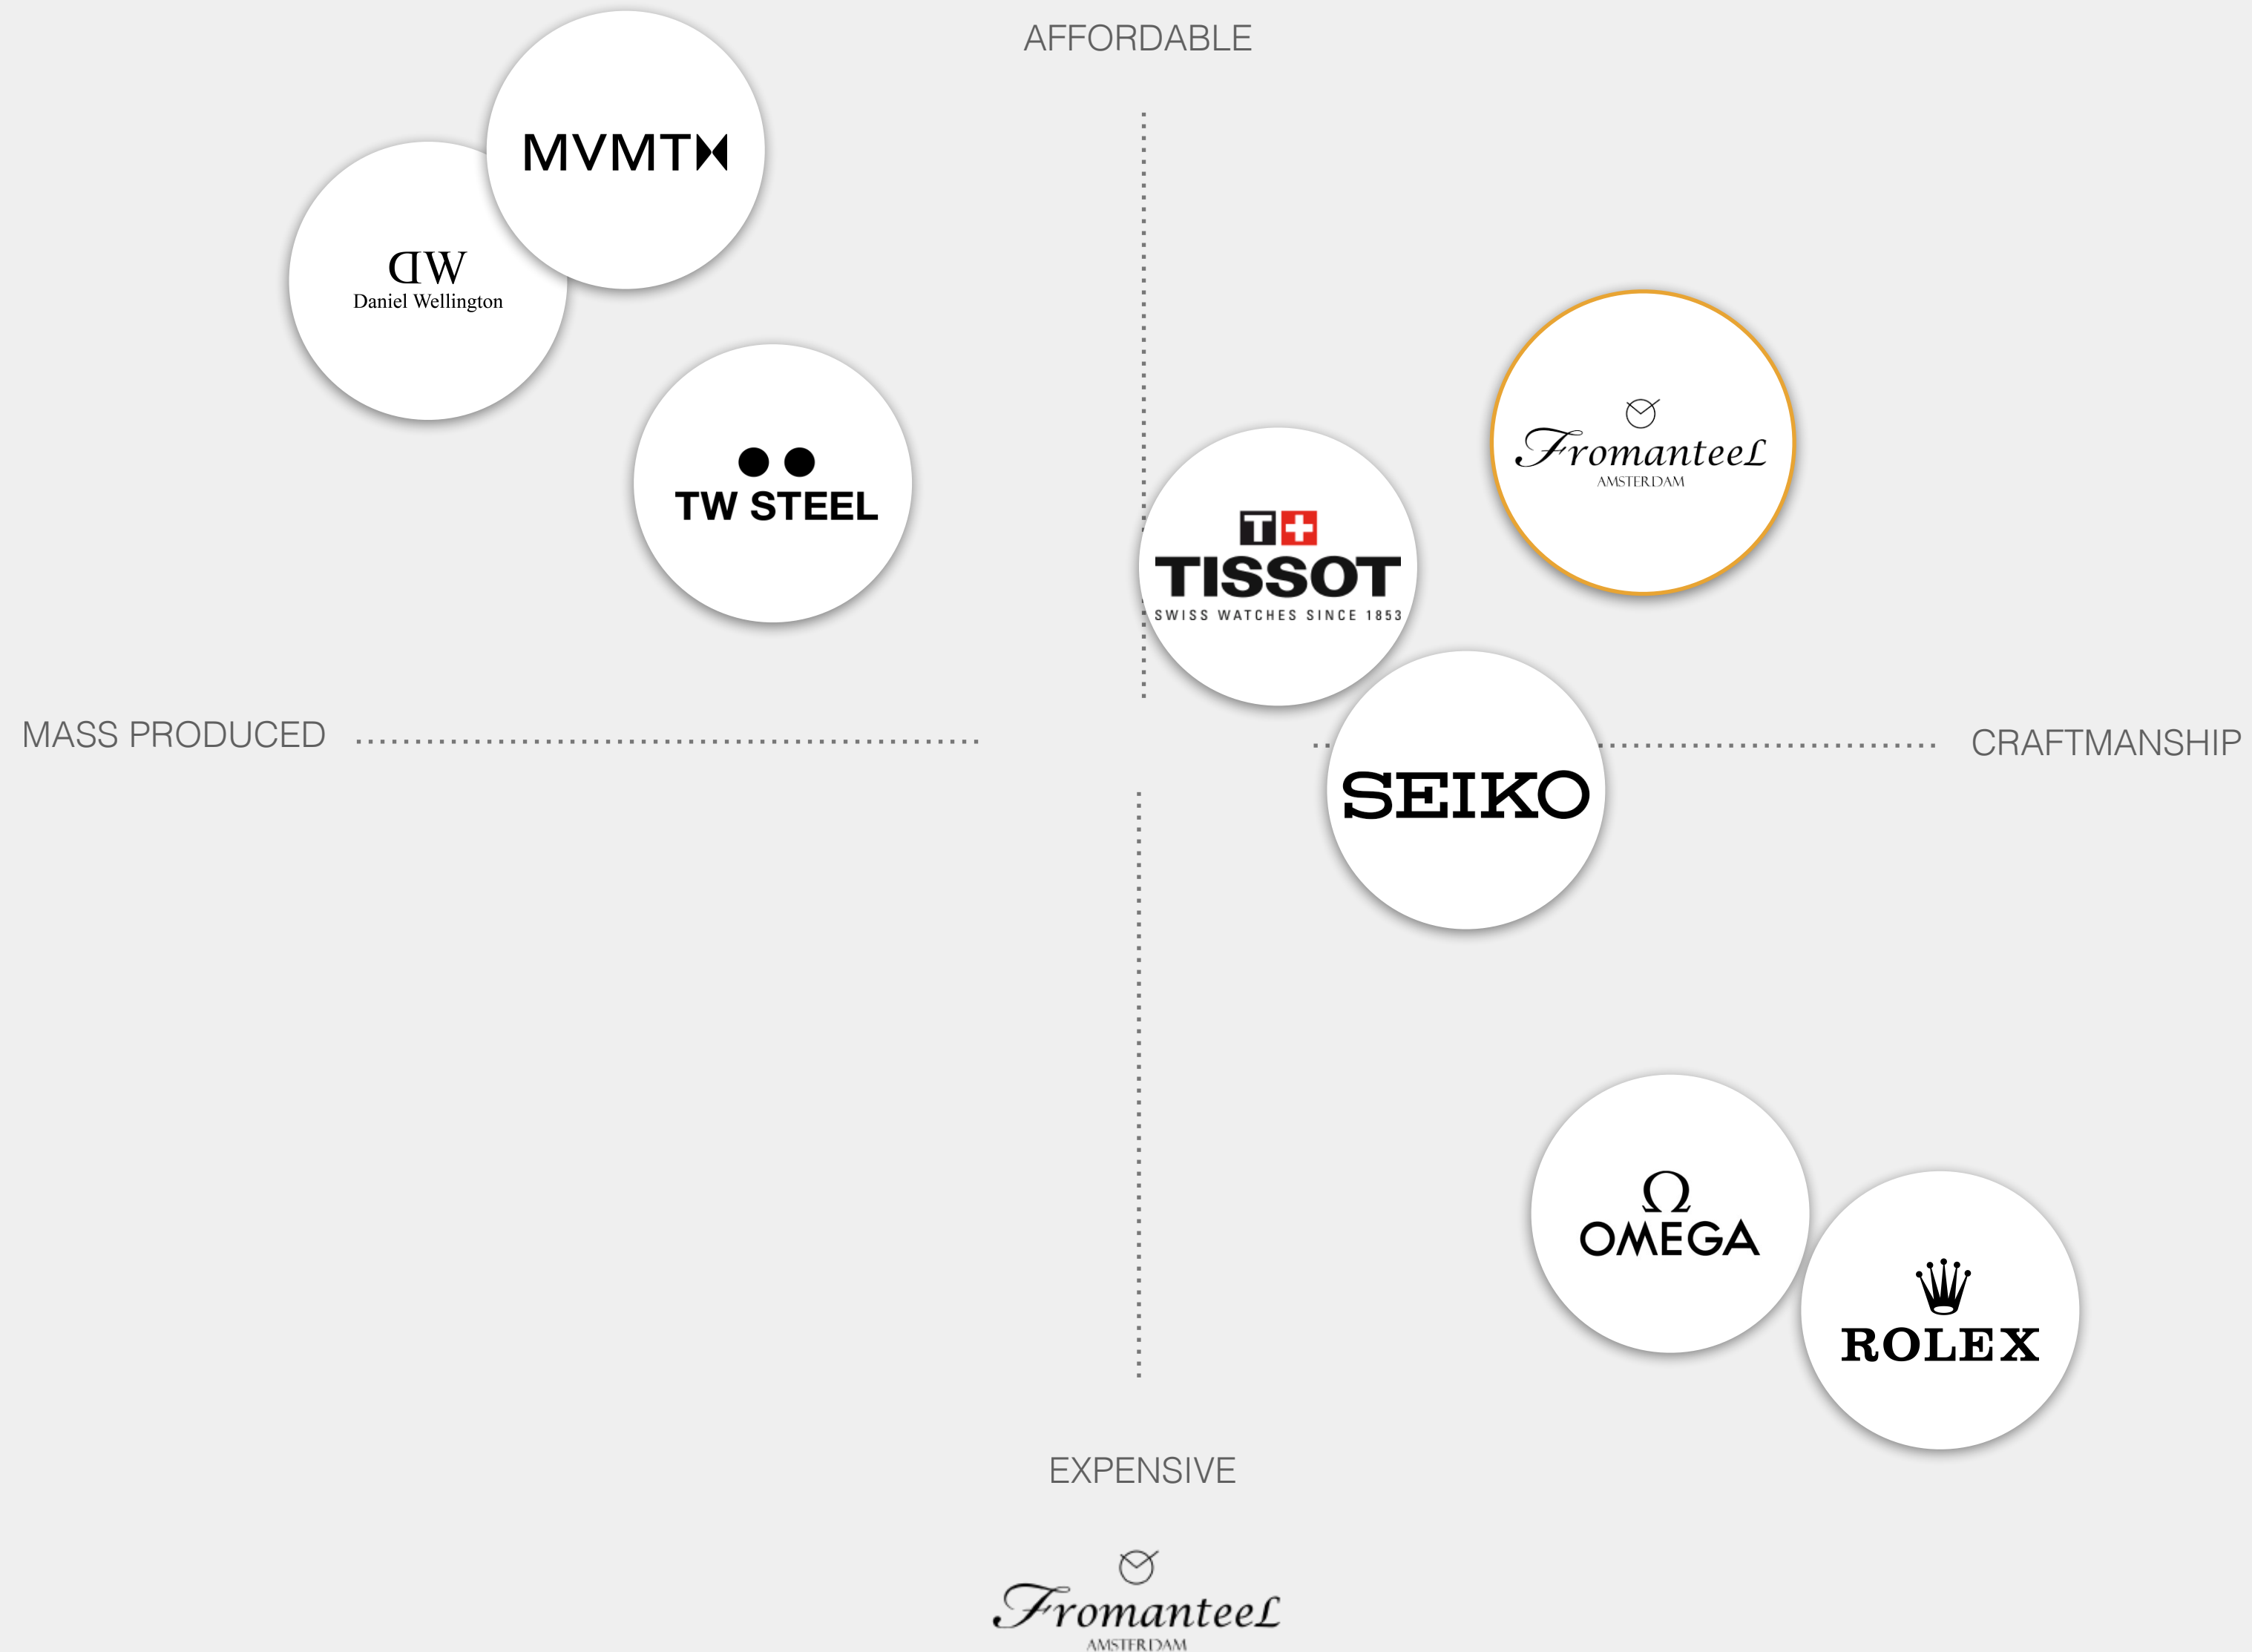 AFFORDABLE
MVMT
DW
Daniel Wellington
TW STEEL
Fromanteel
AMSTERDAM
T+
TISSOT
SWISS WATCHES SINCE 1853
MASS PRODUCED
CRAFTMANSHIP
SEIKO
Ω
OMEGA
ROLEX
EXPENSIVE
Fromanteel
AMSTERDAM